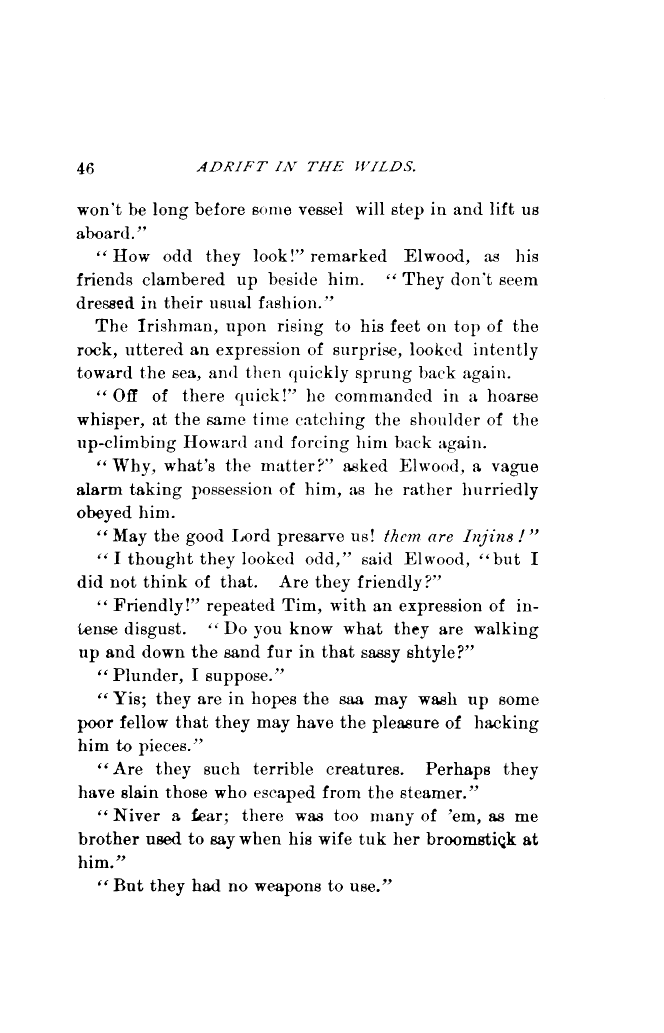 46 ADRIFT IN THE WILDS.
won't be long before some vessel will step in and lift us
aboard.”
“How odd they look!” remarked Elwood, as his
friends clambered up beside him. “They don't seem
dressed in their usual fashion.”
The Irishman, upon rising to his feet on top of the
rock, uttered an expression of surprise, looked intently
toward the sea, and then quickly sprung back again.
“Off of there quick!” he commanded in a hoarse
whisper, at the same time catching the shoulder of the
up-climbing Howard and forcing him back again.
“Why, what's the matter?” asked Elwood, a vague
alarm taking possession of him, as he rather hurriedly
obeyed him.
“May the good Lord presarve us! them are Injins!”
“I thought they looked odd,” said Elwood, “but I
did not think of that. Are they friendly?”
“Friendly!” repeated Tim, with an expression of in-
tense disgust. “Do you know what they are walking
up and down the sand fur in that sassy shtyle?”
“Plunder, I suppose.”
“Yis; they are in hopes the saa may wash up some
poor fellow that they may have the pleasure of hacking
him to pieces.”
“Are they such terrible creatures. Perhaps they
have slain those who escaped from the steamer.”
“Niver a fear; there was too many of 'em, as me
brother used to say when his wife tuk her broomstick at
him.”
“But they had no weapons to use.”